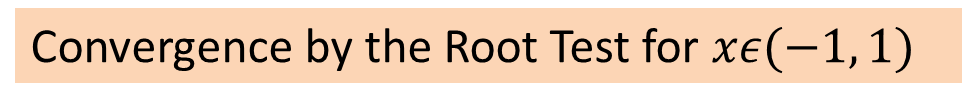 Convergence by the Root Test for 𝑥𝜖(−1, 1)